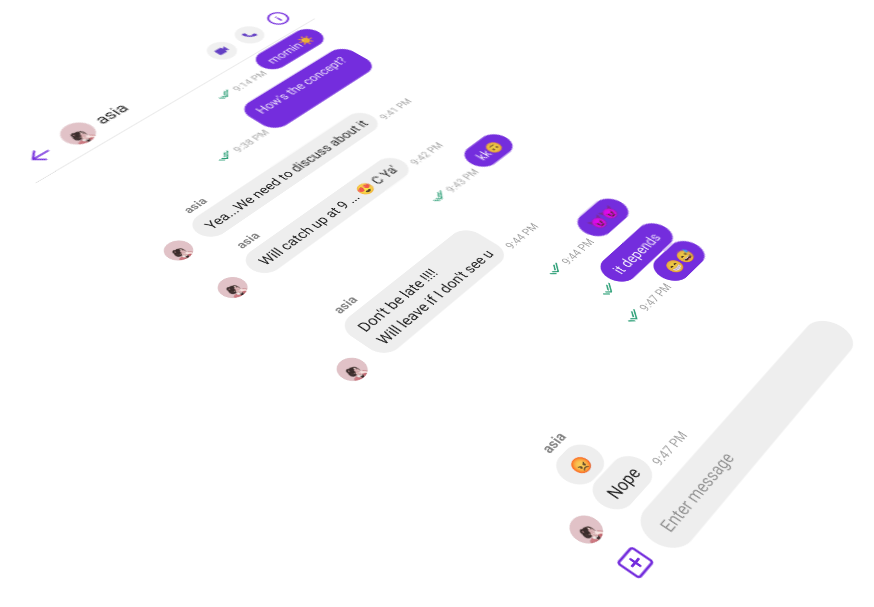 asia
mornin☀️
9:14 PM
How's the concept?
9:38 PM
asia
Yea...We need to discuss about it
9:41 PM
asia
Will catch up at 9 ... 😍 C Ya'
9:42 PM
kk🙃
9:43 PM
asia
Don't be late !!!!
Will leave if I don't see u
9:44 PM
😈😈
9:44 PM
it depends
😁😄
9:47 PM
asia
😡
Nope
9:47 PM
Enter message